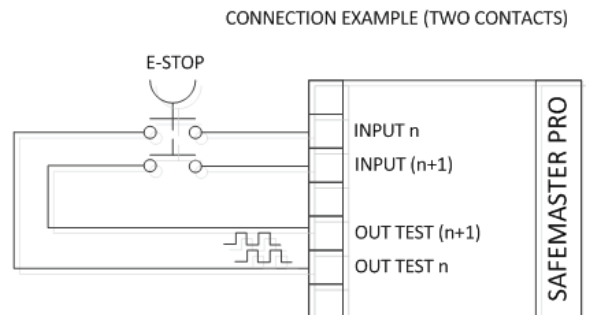 CONNECTION EXAMPLE (TWO CONTACTS)
E-STOP
INPUT n
INPUT (n+1)
OUT TEST (n+1)
OUT TEST n
SAFEMASTER PRO